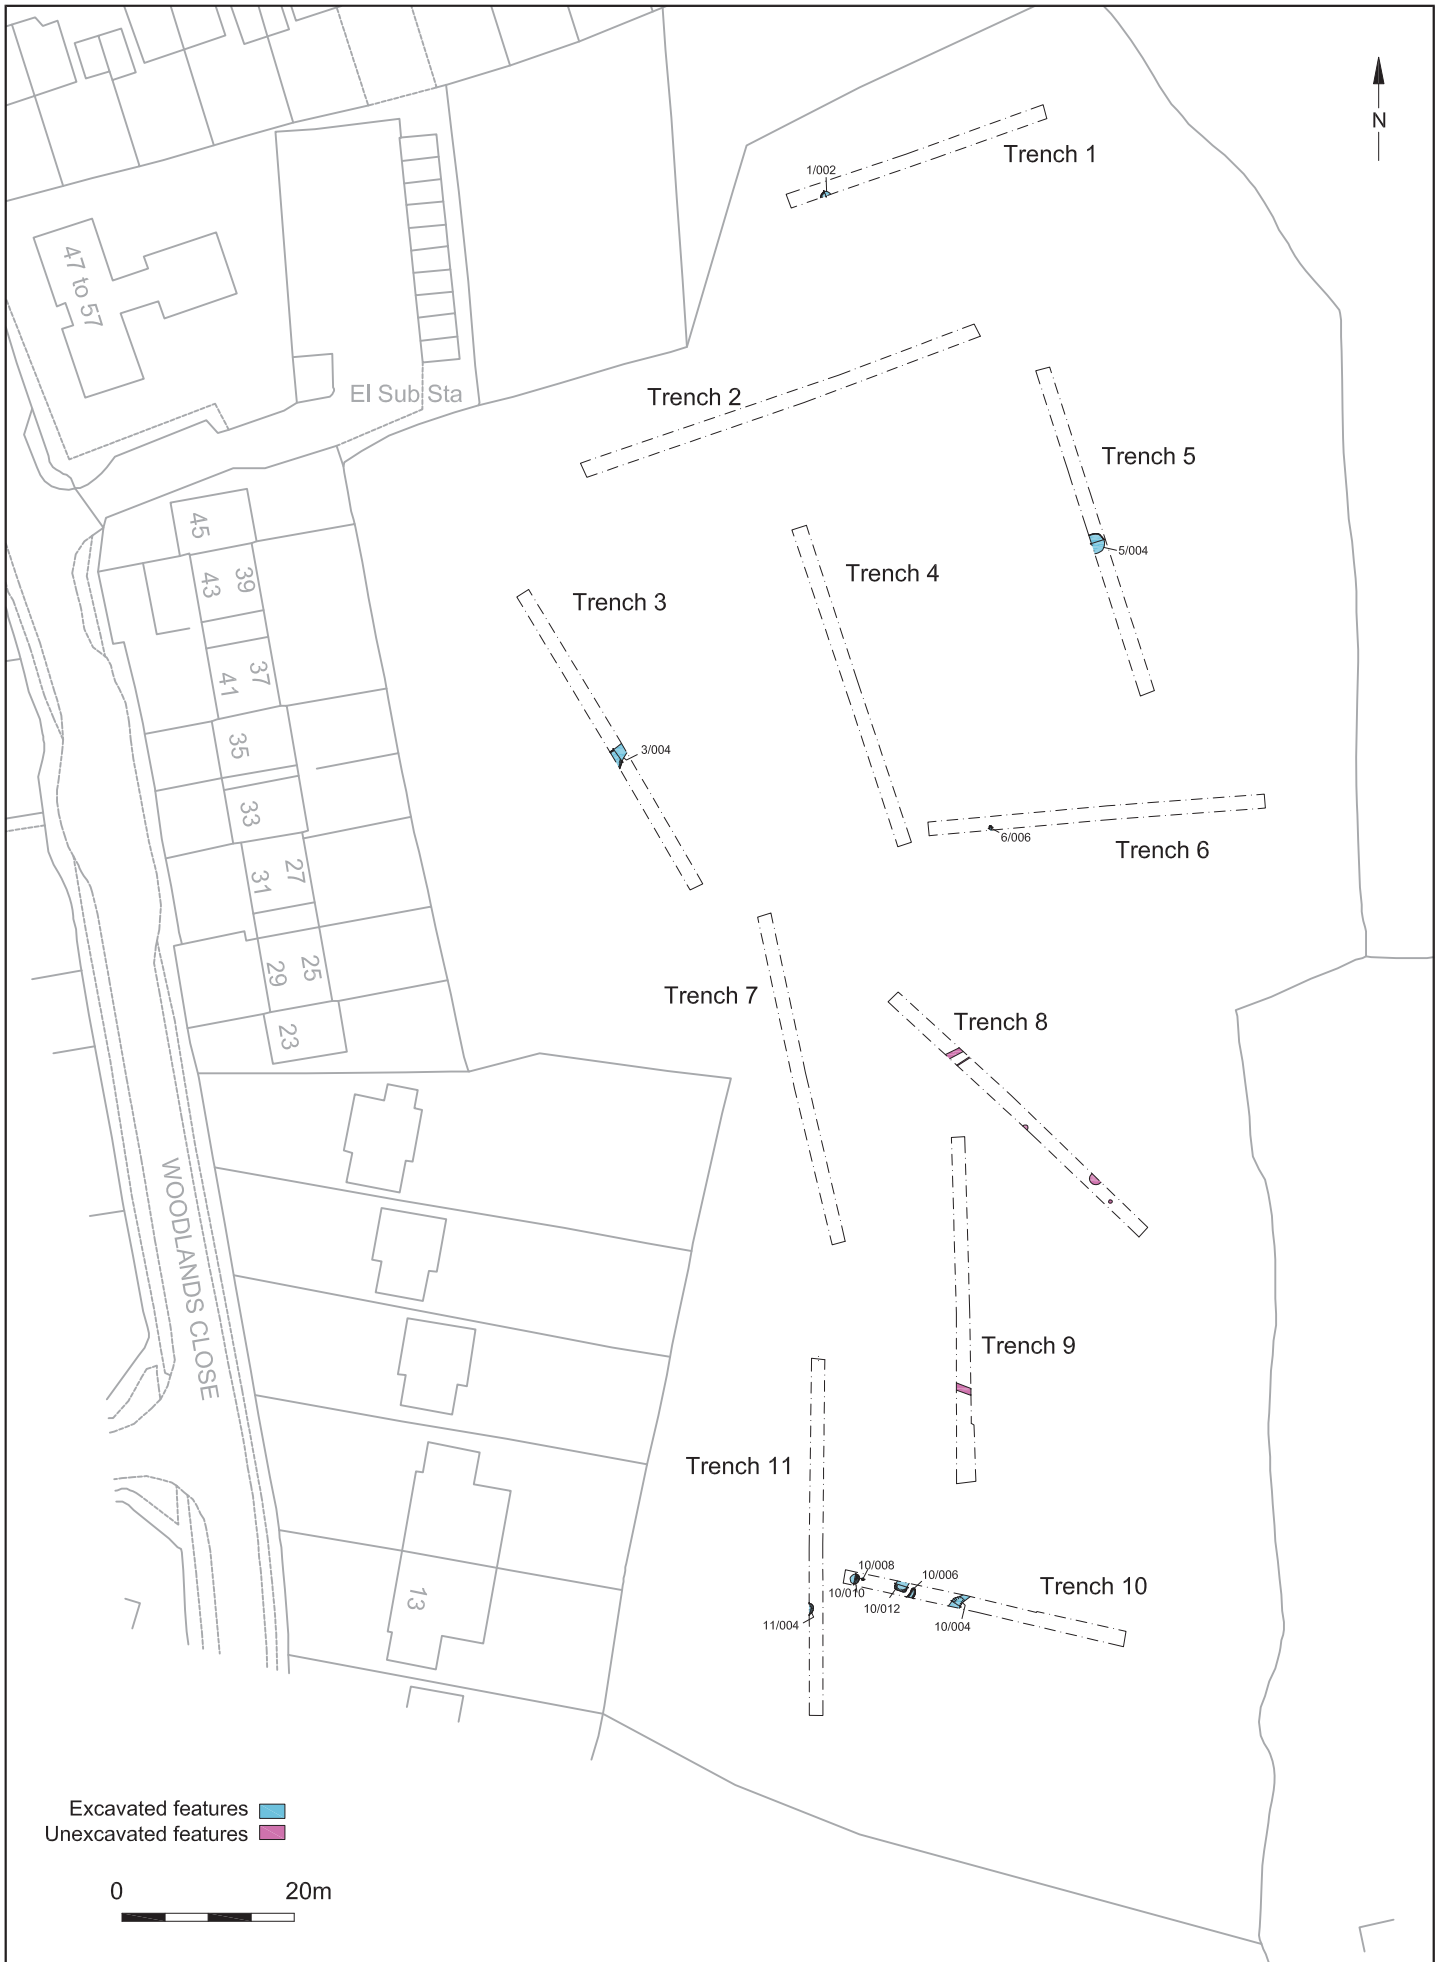 N
Trench 1
1/002
47 to 57
El Sub Sta
Trench 2
Trench 5
5/004
45
Trench 4
39
43
Trench 3
37
41
35
3/004
33
6/006
Trench 6
27
31
25
29
Trench 7
Trench 8
23
WOODLANDS CLOSE
Trench 9
Trench 11
10/008
10/006
Trench 10
10/010
10/012
10/004
11/004
13
Excavated features
Unexcavated features
0 20m